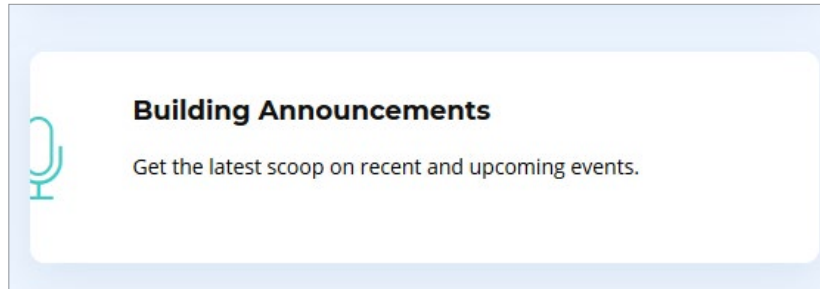 Building Announcements
Get the latest scoop on recent and upcoming events.